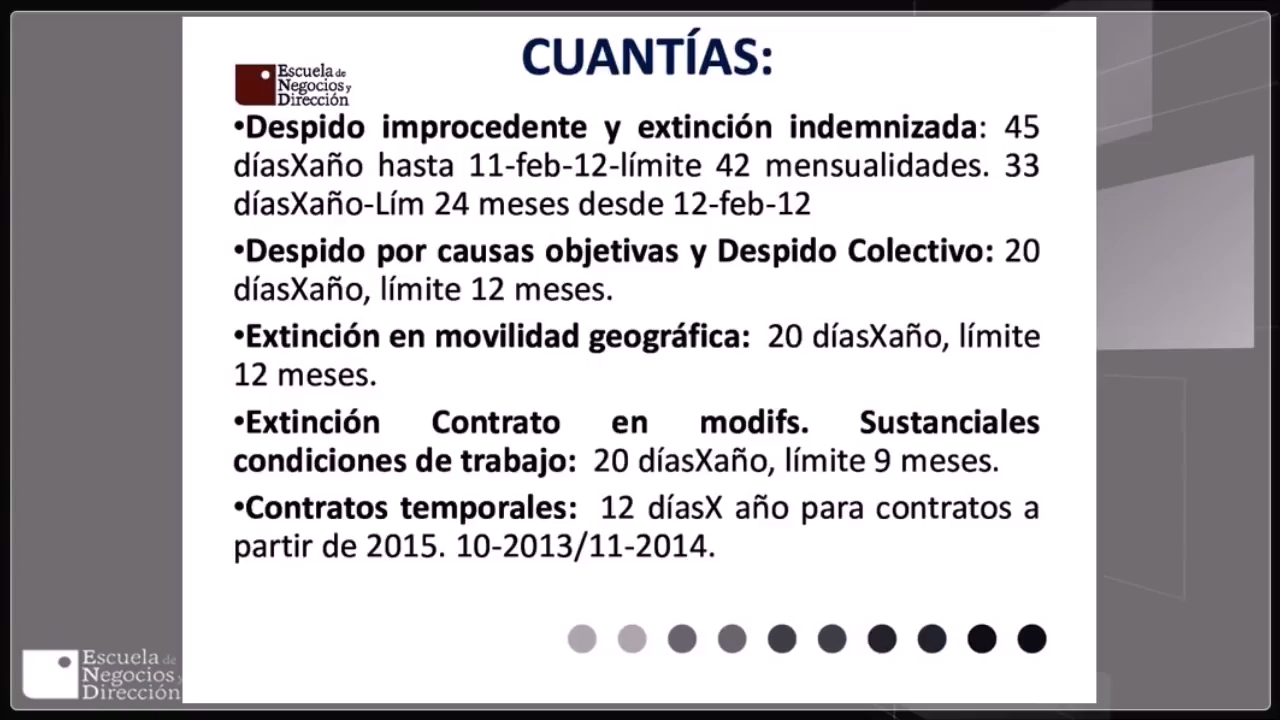 CUANTÍAS:
Escuela de
Negocios y
Dirección
•Despido improcedente y extinción indemnizada: 45
díasXaño hasta 11-feb-12-límite 42 mensualidades. 33
díasXaño-Lím 24 meses desde 12-feb-12
•Despido por causas objetivas y Despido Colectivo: 20
díasXaño, límite 12 meses.
•Extinción en movilidad geográfica: 20 díasXaño, límite
12 meses.
•Extinción Contrato en modifs. Sustanciales
condiciones de trabajo: 20 díasXaño, límite 9 meses.
•Contratos temporales: 12 díasX año para contratos a
partir de 2015. 10-2013/11-2014.
Escuela de
Negocios y
Dirección